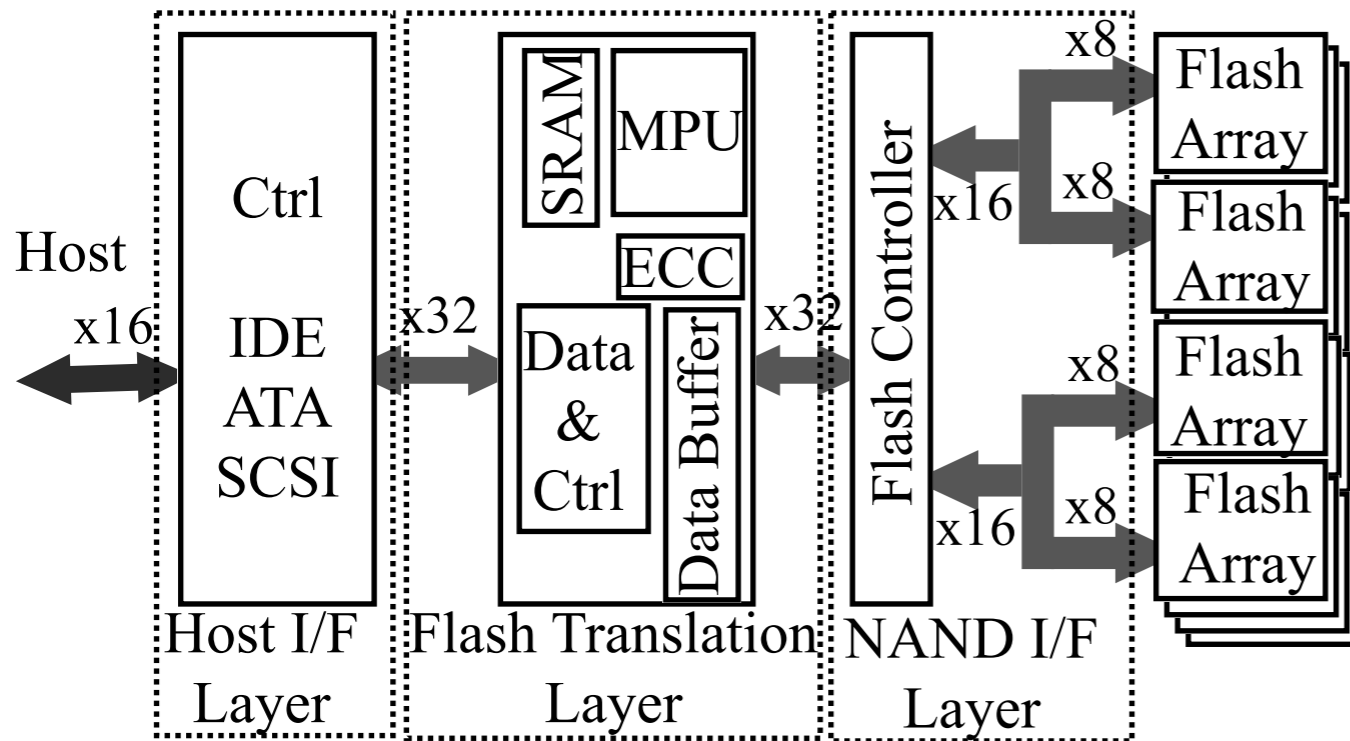 Host
x16
Ctrl
IDE
ATA
SCSI
Host I/F
Layer
x32
SRAM
MPU
ECC
Data
&
Ctrl
Data Buffer
Flash Translation
Layer
x32
Flash Controller
x16
x16
NAND I/F
Layer
x8
x8
x8
x8
Flash
Array
Flash
Array
Flash
Array
Flash
Array